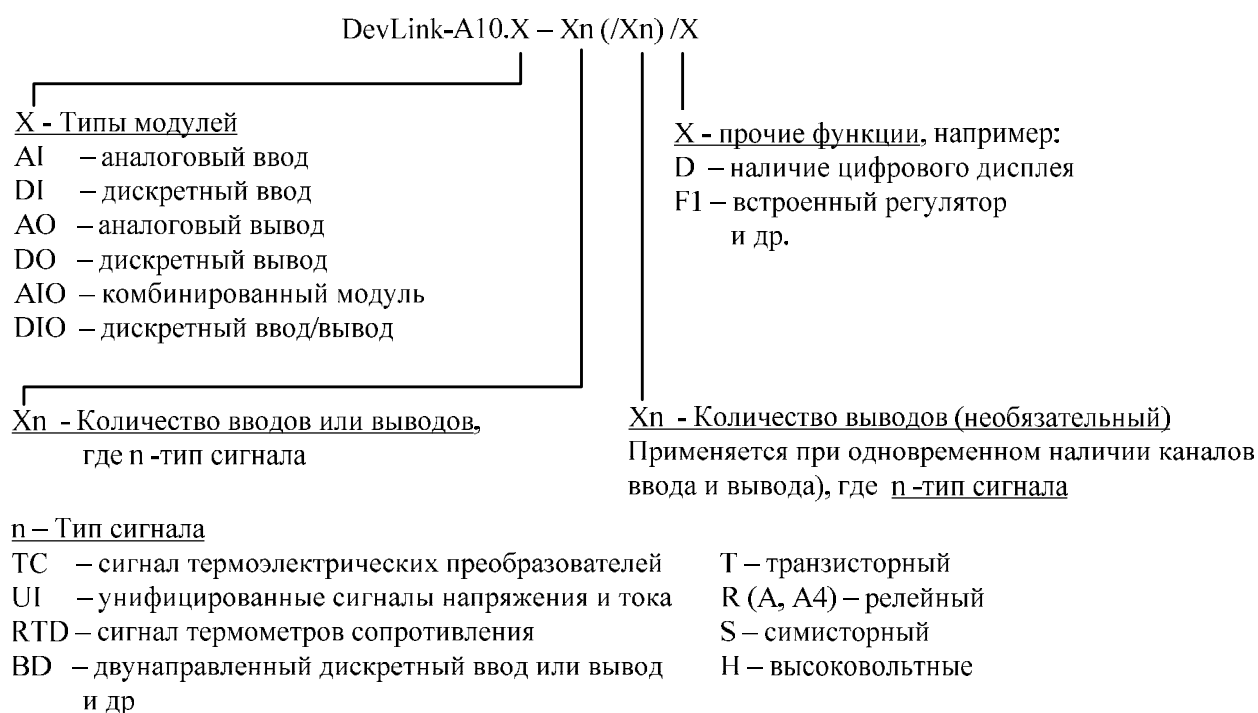 DevLink-A10.X – Xn (/Xn) /X
X - Типы модулей
AI – аналоговый ввод
DI – дискретный ввод
AO – аналоговый вывод
DO – дискретный вывод
AIO – комбинированный модуль
DIO – дискретный ввод/вывод
X - прочие функции, например:
D – наличие цифрового дисплея
F1 – встроенный регулятор
и др.
Xn - Количество вводов или выводов,
где n -тип сигнала
Xn - Количество выводов (необязательный)
Применяется при одновременном наличии каналов
ввода и вывода), где n -тип сигнала
n – Тип сигнала
TC – сигнал термоэлектрических преобразователей
UI – унифицированные сигналы напряжения и тока
RTD – сигнал термометров сопротивления
BD – двунаправленный дискретный ввод или вывод
и др
T – транзисторный
R (A, A4) – релейный
S – симисторный
H – высоковольтные